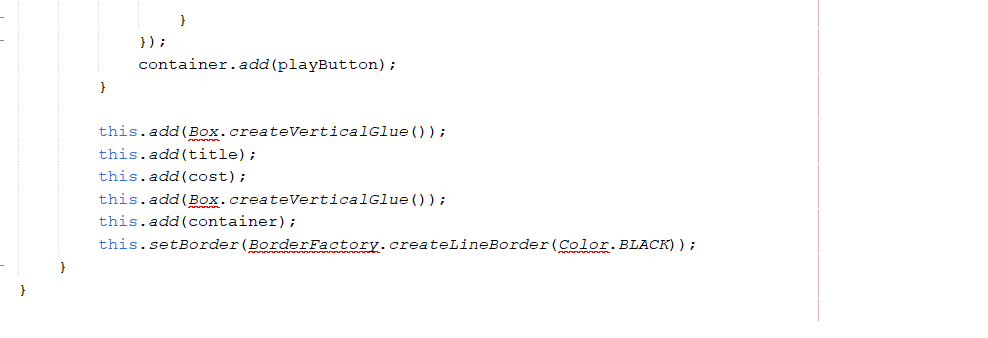 }
});
container.add(playButton);
}
this.add(Box.createVerticalGlue());
this.add(title);
this.add(cost);
this.add(Box.createVerticalGlue());
this.add(container);
this.setBorder(BorderFactory.createLineBorder(Color.BLACK));
}
}